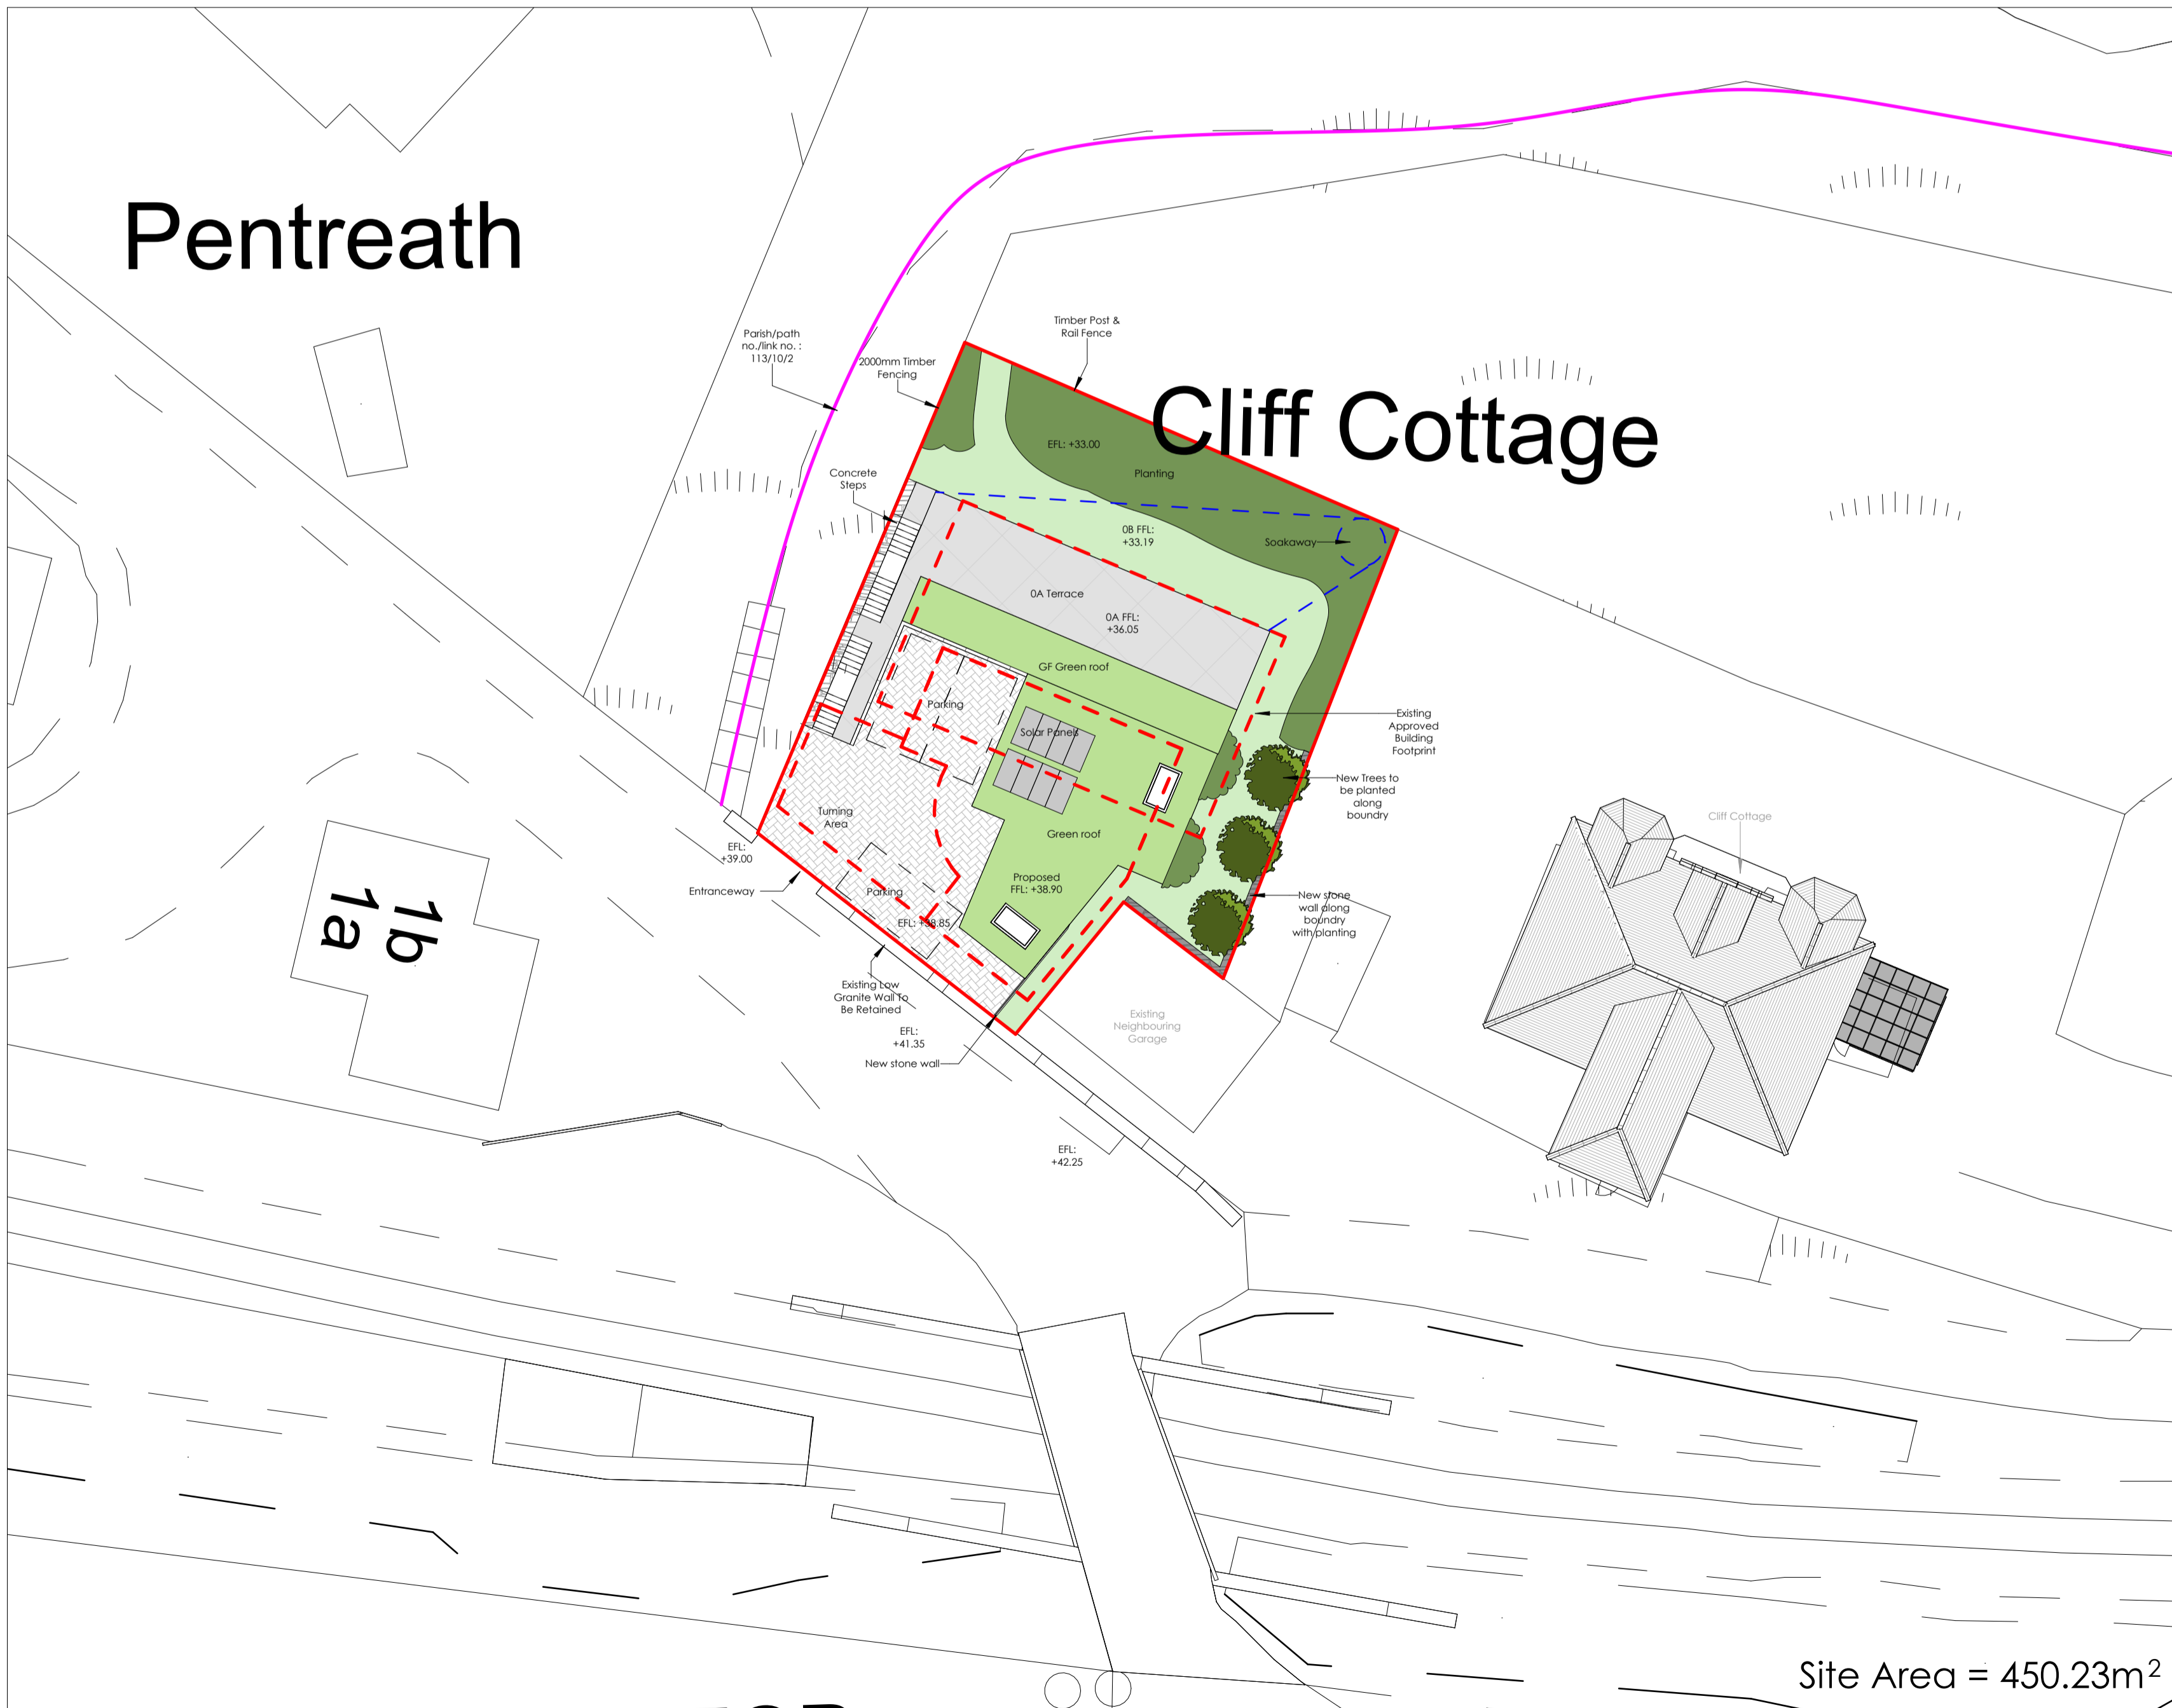 Pentreath
Timber Post &
Rail Fence
Parish/path
no./link no. :
113/10/2
2000mm Timber
Fencing
Cliff Cottage
EFL: +33.00
Planting
Concrete
Steps
0B FFL:
+33.19
Soakaway
0A Terrace
0A FFL:
+36.05
GF Green roof
Parking
Solar Panels
Existing
Approved
Building
Footprint
New Trees to
be planted
along
boundry
Turning
Area
Green roof
Cliff Cottage
EFL:
+39.00
Entranceway
Parking
Proposed
FFL: +38.90
EFL: +38.85
New stone
wall along
boundry
with planting
1b
1a
Existing Low
Granite Wall To
Be Retained
Existing
Neighbouring
Garage
EFL:
+41.35
New stone wall
EFL:
+42.25
Site Area = 450.23m²